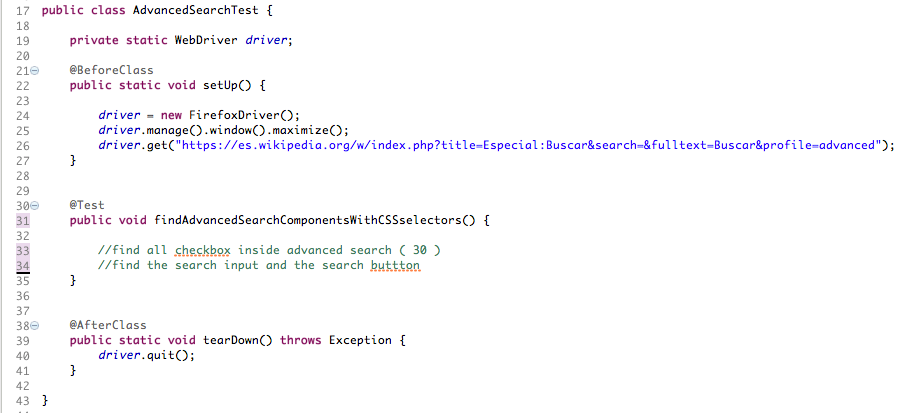 17 public class AdvancedSearchTest {
18
19 private static WebDriver driver;
20
21 @BeforeClass
22 public static void setUp() {
23
24 driver = new FirefoxDriver();
25 driver.manage().window().maximize();
26 driver.get("https://es.wikipedia.org/w/index.php?title=Especial:Buscar&search=&fulltext=Buscar&profile=advanced");
27 }
28
29
30 @Test
31 public void findAdvancedSearchComponentsWithCSSselectors() {
32
33 //find all checkbox inside advanced search ( 30 )
34 //find the search input and the search buttton
35 }
36
37
38 @AfterClass
39 public static void tearDown() throws Exception {
40 driver.quit();
41 }
42
43 }